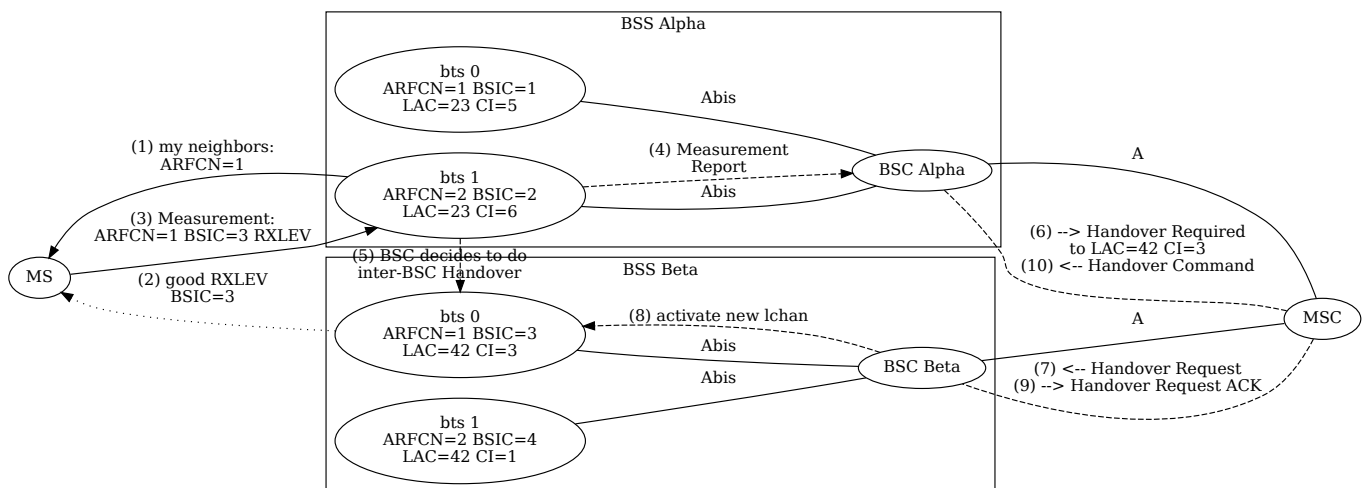 BSS Alpha
bts 0
ARFCN=1 BSIC=1
LAC=23 CI=5
Abis
(1) my neighbors:
ARFCN=1
(4) Measurement
Report
A
bts 1
ARFCN=2 BSIC=2
LAC=23 CI=6
BSC Alpha
Abis
(3) Measurement:
ARFCN=1 BSIC=3 RXLEV
(6) --> Handover Required
to LAC=42 CI=3
(10) <-- Handover Command
(5) BSC decides to do
inter-BSC Handover
MS
(2) good RXLEV
BSIC=3
BSS Beta
bts 0
ARFCN=1 BSIC=3
LAC=42 CI=3
(8) activate new lchan
A
MSC
Abis
BSC Beta
(7) <-- Handover Request
(9) --> Handover Request ACK
Abis
bts 1
ARFCN=2 BSIC=4
LAC=42 CI=1